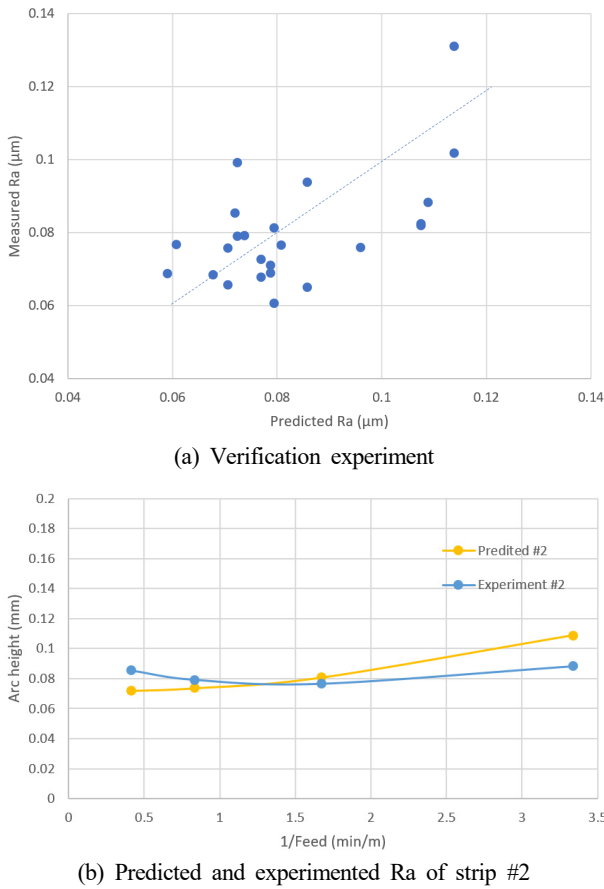 0.14
0.12
0.1
0.08
0.06
0.04
Measured Ra (μm)
0.04 0.06 0.08 0.1 0.12 0.14
Predicted Ra (μm)
(a) Verification experiment
0.2
0.18
0.16
0.14
0.12
0.1
0.08
0.06
0.04
0.02
0
Arc height (mm)
Predited #2
Experiment #2
0 0.5 1 1.5 2 2.5 3 3.5
1/Feed (min/m)
(b) Predicted and experimented Ra of strip #2